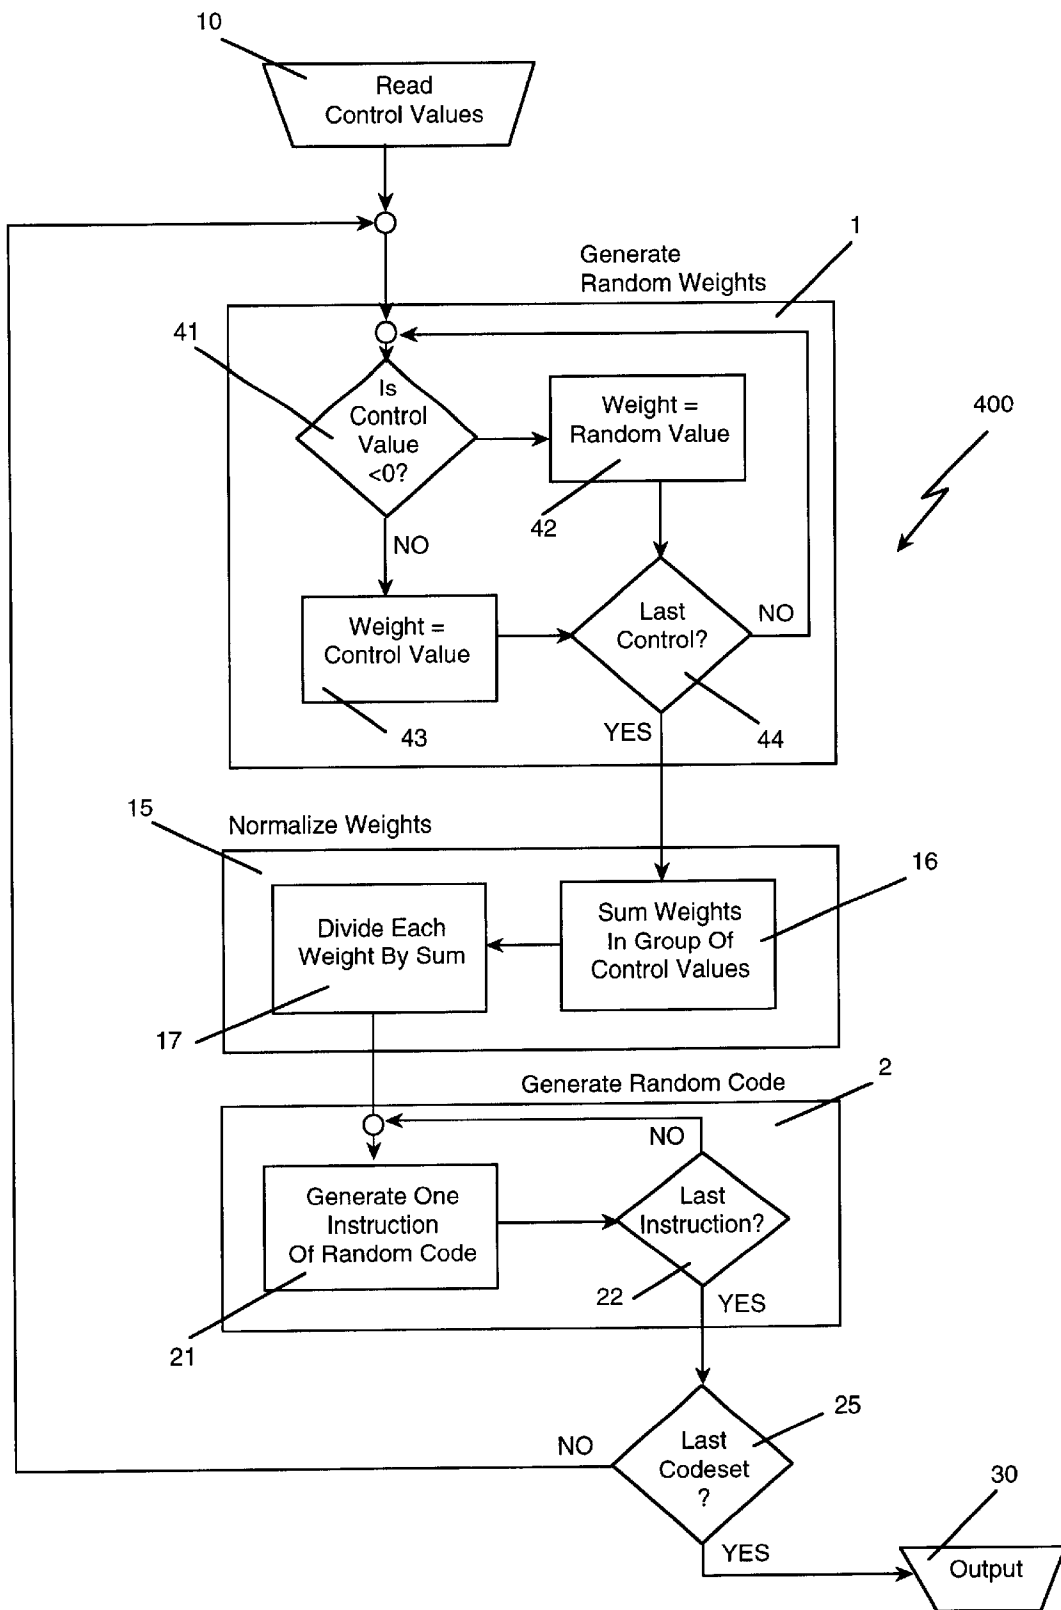 10
Read
Control Values
1
Generate
Random Weights
41
Is
Control
Value
<0?
Weight =
Random Value
400
42
NO
Weight =
Control Value
Last
Control?
NO
43
YES
44
15
Normalize Weights
16
Divide Each
Weight By Sum
Sum Weights
In Group Of
Control Values
17
Generate Random Code
2
NO
Generate One
Instruction
Of Random Code
Last
Instruction?
22
YES
21
25
NO
Last
Codeset
?
30
YES
Output